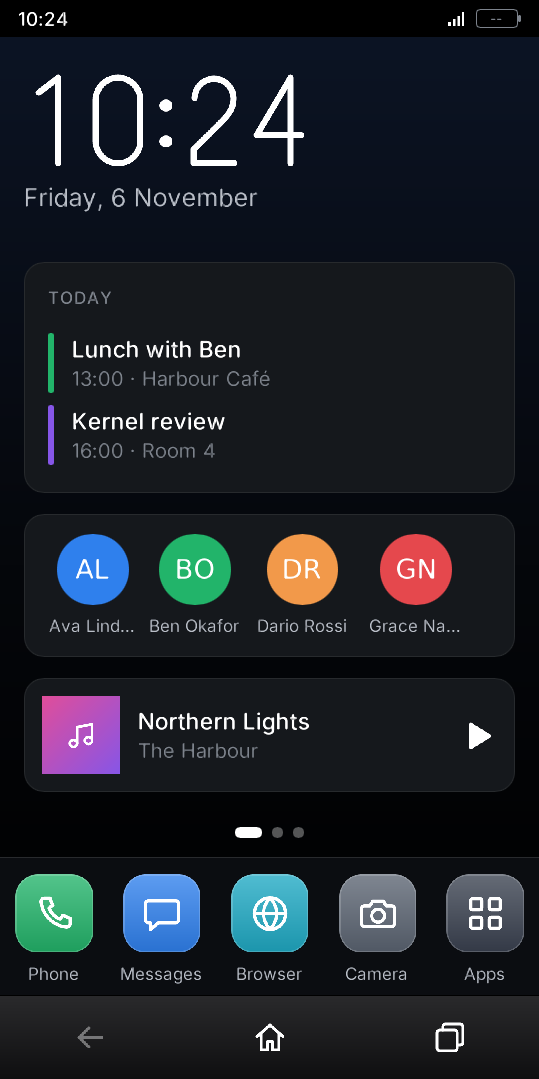 10:24
--
10:24
Friday, 6 November
TODAY
Lunch with Ben
13:00 · Harbour Café
Kernel review
16:00 · Room 4
AL BO DR GN
Ava Lind... Ben Okafor Dario Rossi Grace Na...
Northern Lights
The Harbour
Phone Messages Browser Camera Apps